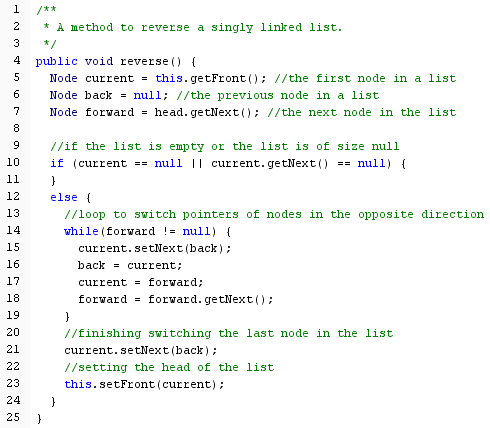 1 /**
2  * A method to reverse a singly linked list.
3  */
4 public void reverse() {
5   Node current = this.getFront(); //the first node in a list
6   Node back = null; //the previous node in a list
7   Node forward = head.getNext(); //the next node in the list
8
9   //if the list is empty or the list is of size null
10   if (current == null || current.getNext() == null) {
11   }
12   else {
13     //loop to switch pointers of nodes in the opposite direction
14     while(forward != null) {
15       current.setNext(back);
16       back = current;
17       current = forward;
18       forward = forward.getNext();
19     }
20     //finishing switching the last node in the list
21     current.setNext(back);
22     //setting the head of the list
23     this.setFront(current);
24   }
25 }